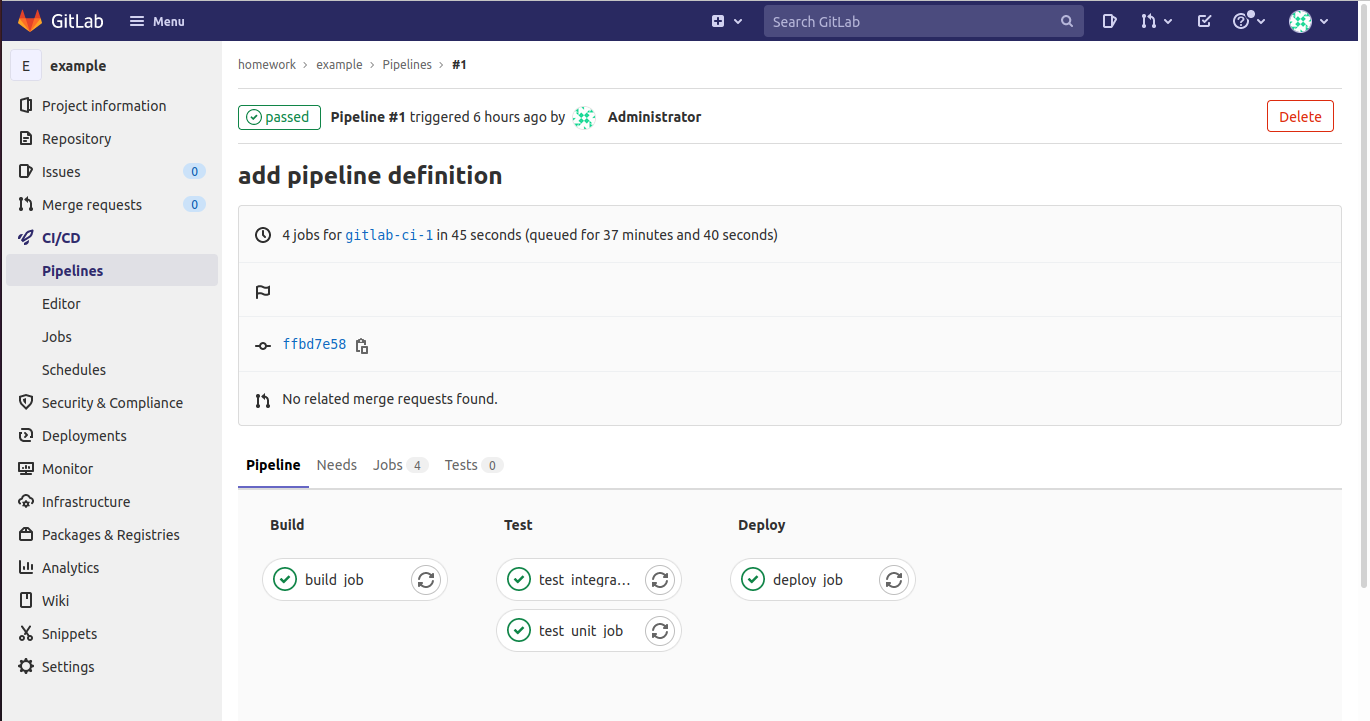 GitLab Menu Search GitLab
E example
Project information
Repository
Issues 0
Merge requests 0
CI/CD
Pipelines
Editor
Jobs
Schedules
Security & Compliance
Deployments
Monitor
Infrastructure
Packages & Registries
Analytics
Wiki
Snippets
Settings
homework › example › Pipelines › #1
passed Pipeline #1 triggered 6 hours ago by Administrator Delete
add pipeline definition
4 jobs for gitlab-ci-1 in 45 seconds (queued for 37 minutes and 40 seconds)
ffbd7e58
No related merge requests found.
Pipeline Needs Jobs 4 Tests 0
Build Test Deploy
build job test integra... deploy job
test unit job